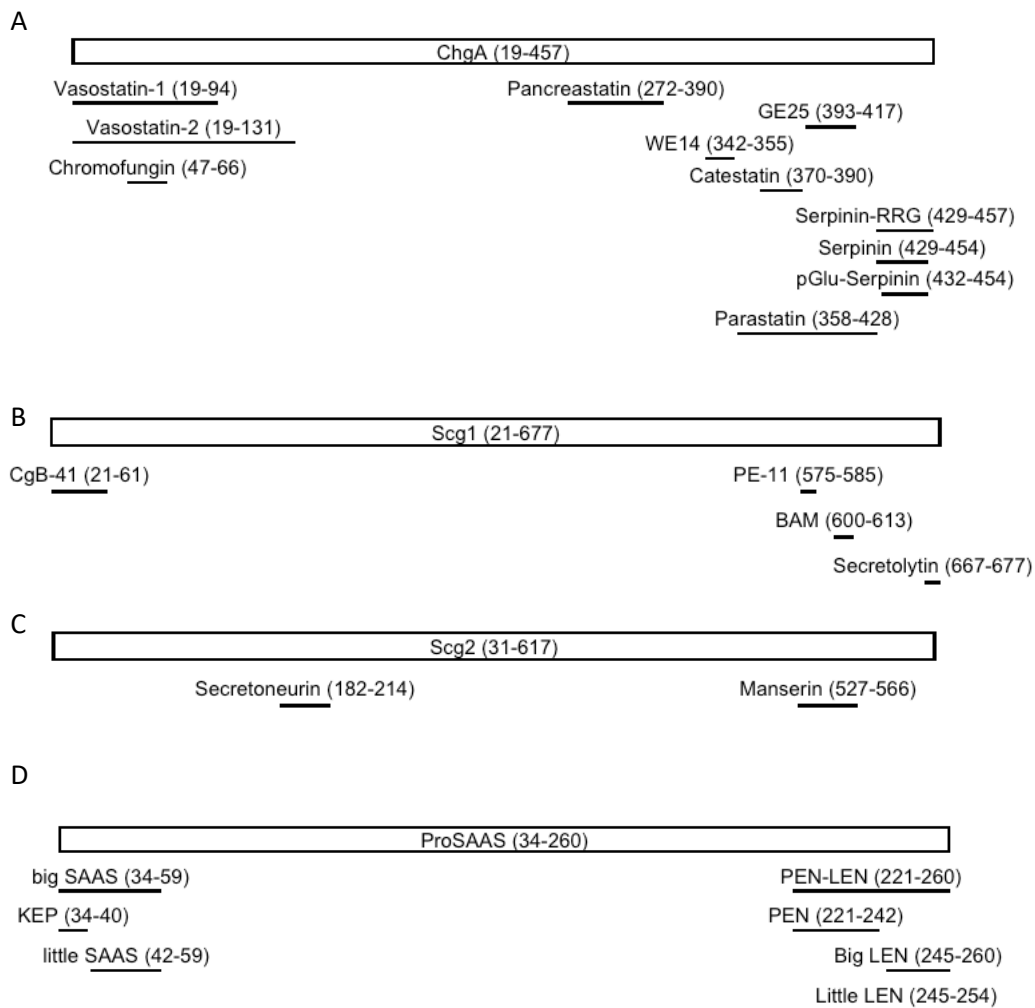 A
ChgA (19-457)
Vasostatin-1 (19-94)
Pancreastatin (272-390)
GE25 (393-417)
Vasostatin-2 (19-131)
WE14 (342-355)
Chromofungin (47-66)
Catestatin (370-390)
Serpinin-RRG (429-457)
Serpinin (429-454)
pGlu-Serpinin (432-454)
Parastatin (358-428)
B
Scg1 (21-677)
CgB-41 (21-61)
PE-11 (575-585)
BAM (600-613)
Secretolytin (667-677)
C
Scg2 (31-617)
Secretoneurin (182-214)
Manserin (527-566)
D
ProSAAS (34-260)
big SAAS (34-59)
PEN-LEN (221-260)
KEP (34-40)
PEN (221-242)
little SAAS (42-59)
Big LEN (245-260)
Little LEN (245-254)